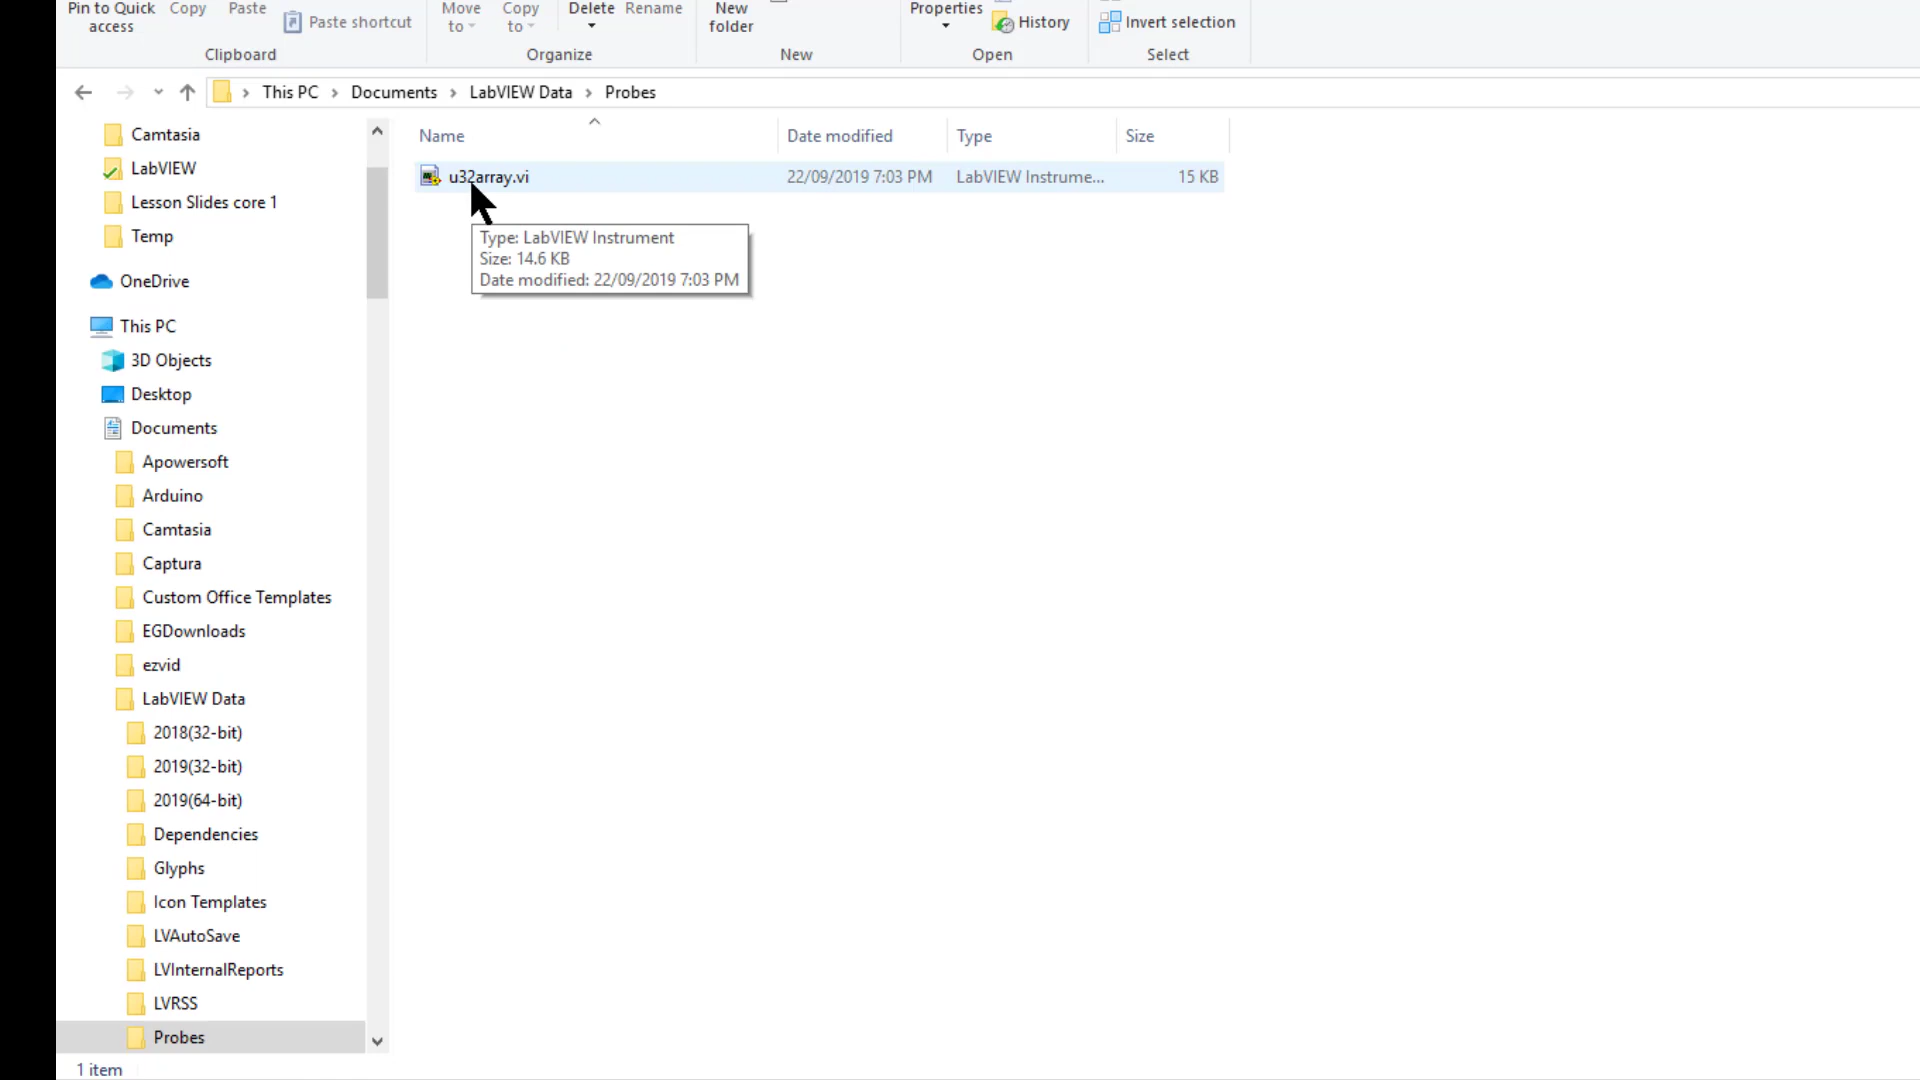 Pin to Quick access
Copy
Paste
Paste shortcut
Clipboard
Move to
Copy to
Delete
Rename
Organize
New folder
New
Properties
History
Open
Invert selection
Select
This PC > Documents > LabVIEW Data > Probes
Camtasia
LabVIEW
Lesson Slides core 1
Temp
OneDrive
This PC
3D Objects
Desktop
Documents
Apowersoft
Arduino
Camtasia
Captura
Custom Office Templates
EGDownloads
ezvid
LabVIEW Data
2018(32-bit)
2019(32-bit)
2019(64-bit)
Dependencies
Glyphs
Icon Templates
LVAutoSave
LVInternalReports
LVRSS
Probes
Name Date modified Type Size
u32array.vi 22/09/2019 7:03 PM LabVIEW Instrume... 15 KB
Type: LabVIEW Instrument
Size: 14.6 KB
Date modified: 22/09/2019 7:03 PM
1 item